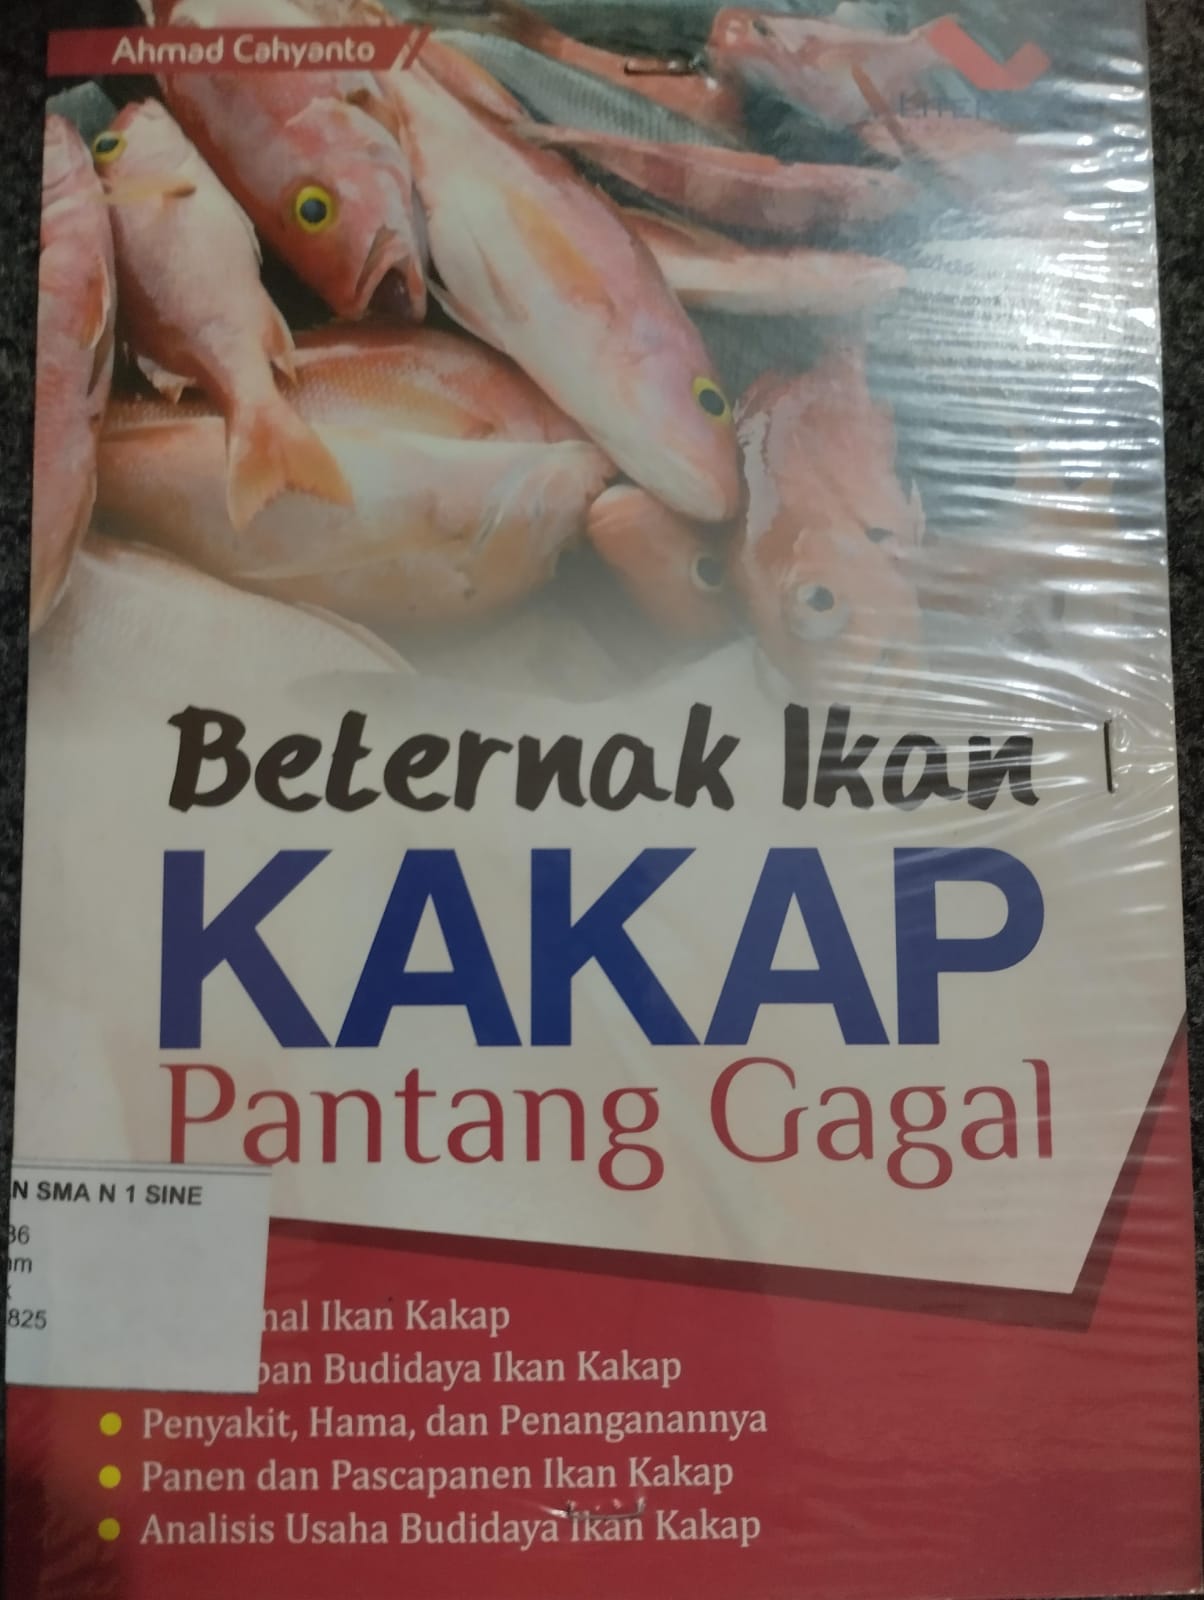 Ahmad Cahyanto
Beternak Ikan
KAKAP
Pantang Gagal
N SMA N 1 SINE
36
825
nal Ikan Kakap
pan Budidaya Ikan Kakap
Penyakit, Hama, dan Penanganannya
Panen dan Pascapanen Ikan Kakap
Analisis Usaha Budidaya Ikan Kakap